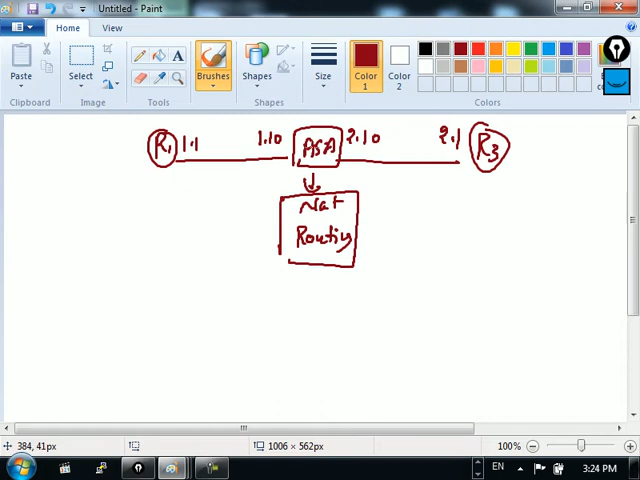 Untitled - Paint
Home
View
Paste
Select
Brushes
Shapes
Size
Color
1
Color
2
Clipboard
Image
Tools
Shapes
Colors
R1 1.1 1.10 ASA 2.10 2.1 R3
Nat
Routing
384, 41px
1006 × 562px
100%
EN
3:24 PM